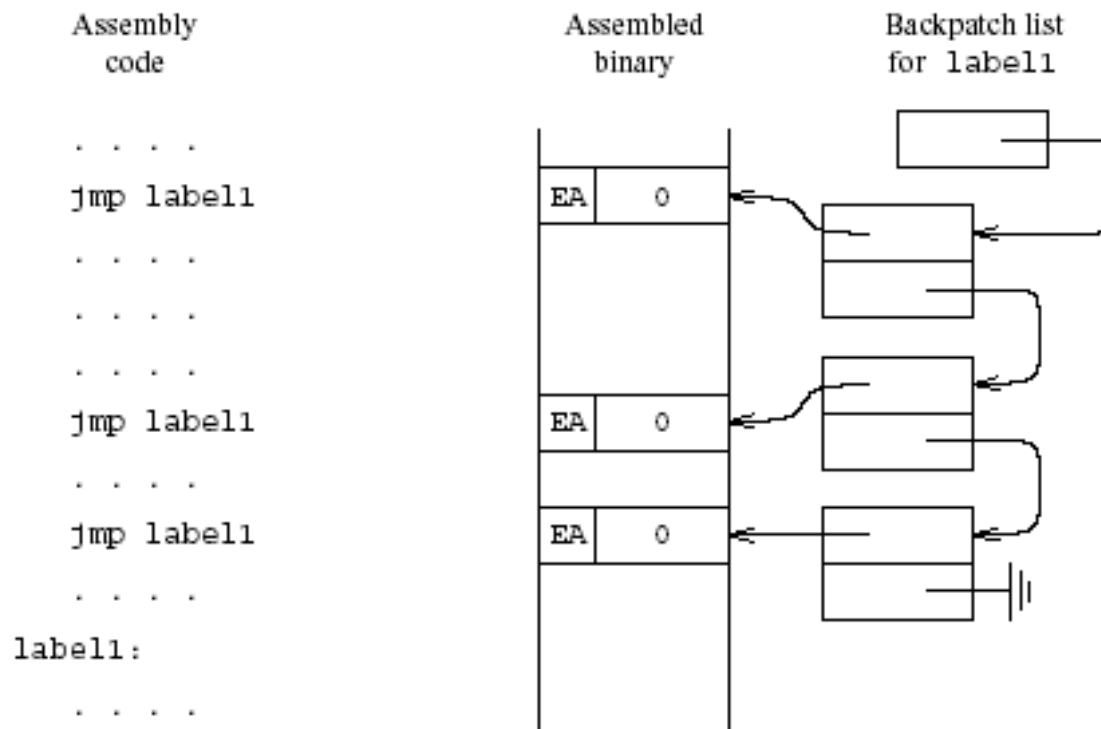 Assembly
code
Assembled
binary
Backpatch list
for label1
. . . .
jmp label1
EA 0
. . . .
. . . .
. . . .
jmp label1
EA 0
. . . .
jmp label1
EA 0
. . . .
label1:
. . . .